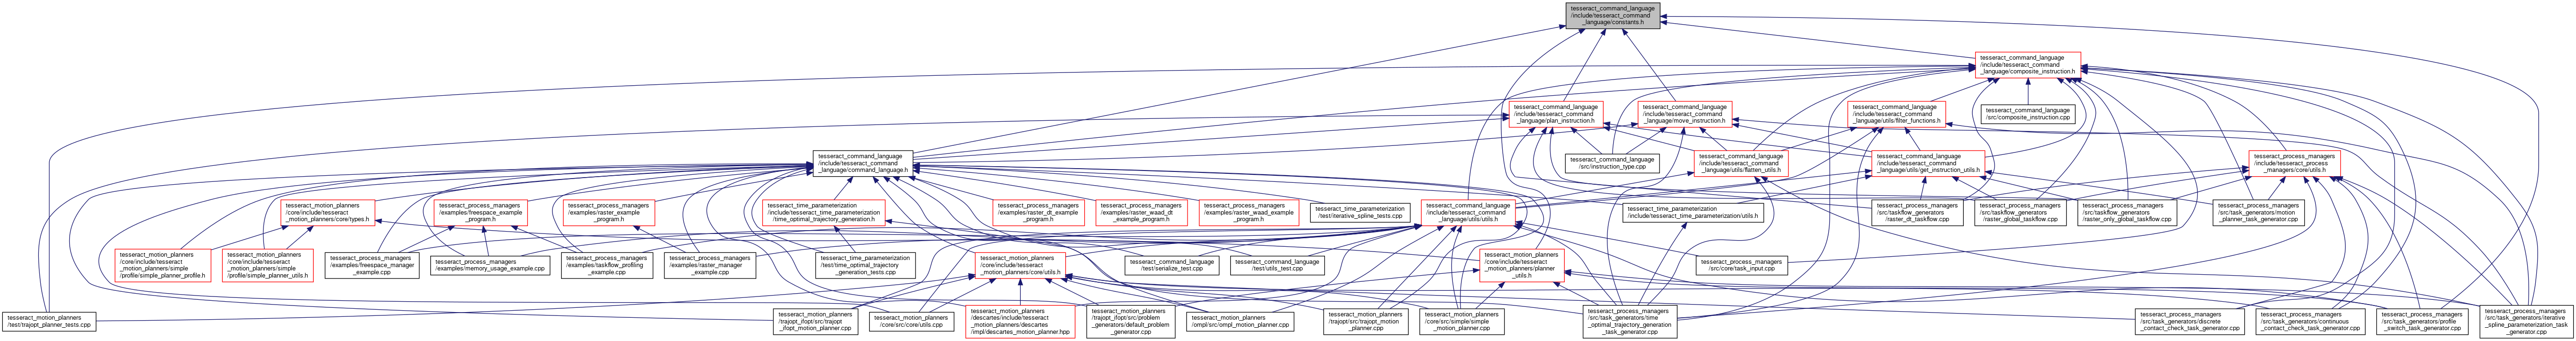 tesseract_command_language
/include/tesseract_command
_language/constants.h
tesseract_command_language
/include/tesseract_command
_language/composite_instruction.h
tesseract_command_language
/include/tesseract_command
_language/plan_instruction.h
tesseract_command_language
/include/tesseract_command
_language/move_instruction.h
tesseract_command_language
/include/tesseract_command
_language/utils/filter_functions.h
tesseract_command_language
/src/composite_instruction.cpp
tesseract_command_language
/include/tesseract_command
_language/command_language.h
tesseract_command_language
/src/instruction_type.cpp
tesseract_command_language
/include/tesseract_command
_language/utils/flatten_utils.h
tesseract_command_language
/include/tesseract_command
_language/utils/get_instruction_utils.h
tesseract_process_managers
/include/tesseract_process
_managers/core/utils.h
tesseract_motion_planners
/core/include/tesseract
_motion_planners/core/types.h
tesseract_process_managers
/examples/freespace_example
_program.h
tesseract_process_managers
/examples/raster_example
_program.h
tesseract_time_parameterization
/include/tesseract_time_parameterization
/time_optimal_trajectory_generation.h
tesseract_process_managers
/examples/raster_dt_example
_program.h
tesseract_process_managers
/examples/raster_waad_dt
_example_program.h
tesseract_process_managers
/examples/raster_waad_example
_program.h
tesseract_time_parameterization
/test/iterative_spline_tests.cpp
tesseract_command_language
/include/tesseract_command
_language/utils/utils.h
tesseract_time_parameterization
/include/tesseract_time_parameterization/utils.h
tesseract_process_managers
/src/taskflow_generators
/raster_dt_taskflow.cpp
tesseract_process_managers
/src/taskflow_generators
/raster_global_taskflow.cpp
tesseract_process_managers
/src/taskflow_generators
/raster_only_global_taskflow.cpp
tesseract_process_managers
/src/task_generators/motion
_planner_task_generator.cpp
tesseract_motion_planners
/core/include/tesseract
_motion_planners/simple
/profile/simple_planner_profile.h
tesseract_motion_planners
/core/include/tesseract
_motion_planners/simple
/profile/simple_planner_utils.h
tesseract_process_managers
/examples/freespace_manager
_example.cpp
tesseract_process_managers
/examples/memory_usage_example.cpp
tesseract_process_managers
/examples/taskflow_profiling
_example.cpp
tesseract_process_managers
/examples/raster_manager
_example.cpp
tesseract_time_parameterization
/test/time_optimal_trajectory
_generation_tests.cpp
tesseract_motion_planners
/core/include/tesseract
_motion_planners/core/utils.h
tesseract_command_language
/test/serialize_test.cpp
tesseract_command_language
/test/utils_test.cpp
tesseract_motion_planners
/core/include/tesseract
_motion_planners/planner
_utils.h
tesseract_process_managers
/src/core/task_input.cpp
tesseract_motion_planners
/test/trajopt_planner_tests.cpp
tesseract_motion_planners
/trajopt_ifopt/src/trajopt
_ifopt_motion_planner.cpp
tesseract_motion_planners
/core/src/core/utils.cpp
tesseract_motion_planners
/descartes/include/tesseract
_motion_planners/descartes
/impl/descartes_motion_planner.hpp
tesseract_motion_planners
/trajopt_ifopt/src/problem
_generators/default_problem
_generator.cpp
tesseract_motion_planners
/ompl/src/ompl_motion_planner.cpp
tesseract_motion_planners
/trajopt/src/trajopt_motion
_planner.cpp
tesseract_motion_planners
/core/src/simple/simple
_motion_planner.cpp
tesseract_process_managers
/src/task_generators/time
_optimal_trajectory_generation
_task_generator.cpp
tesseract_process_managers
/src/task_generators/discrete
_contact_check_task_generator.cpp
tesseract_process_managers
/src/task_generators/continuous
_contact_check_task_generator.cpp
tesseract_process_managers
/src/task_generators/profile
_switch_task_generator.cpp
tesseract_process_managers
/src/task_generators/iterative
_spline_parameterization_task
_generator.cpp